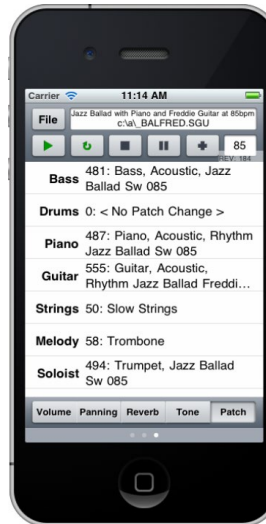 Carrier 11:14 AM
File
Jazz Ballad with Piano and Freddie Guitar at 85bpm
c:\a\_BALFRED.SGU
85
REV. 184
Bass 481: Bass, Acoustic, Jazz
Ballad Sw 085
Drums 0: < No Patch Change >
Piano 487: Piano, Acoustic, Rhythm
Jazz Ballad Sw 085
Guitar 555: Guitar, Acoustic,
Rhythm Jazz Ballad Freddi...
Strings 50: Slow Strings
Melody 58: Trombone
Soloist 494: Trumpet, Jazz Ballad
Sw 085
Volume Panning Reverb Tone Patch